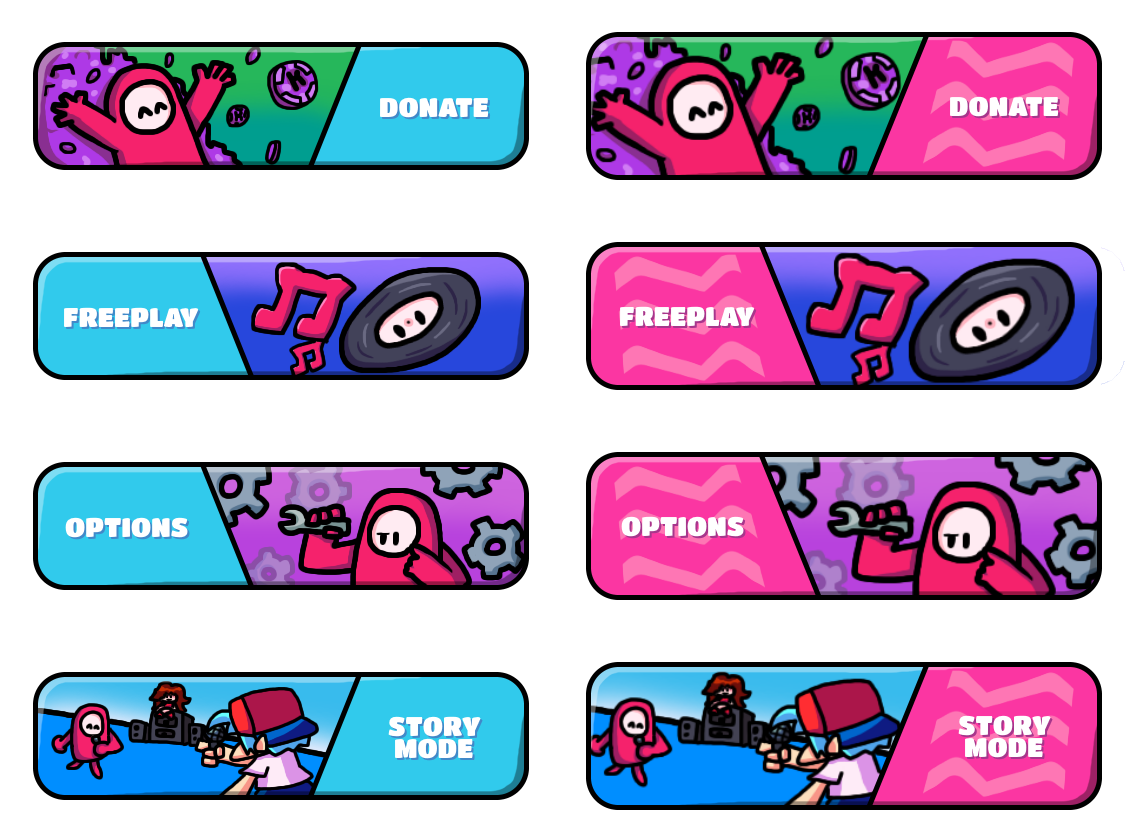 DONATE
DONATE
FREEPLAY
FREEPLAY
OPTIONS
OPTIONS
STORY
MODE
STORY
MODE